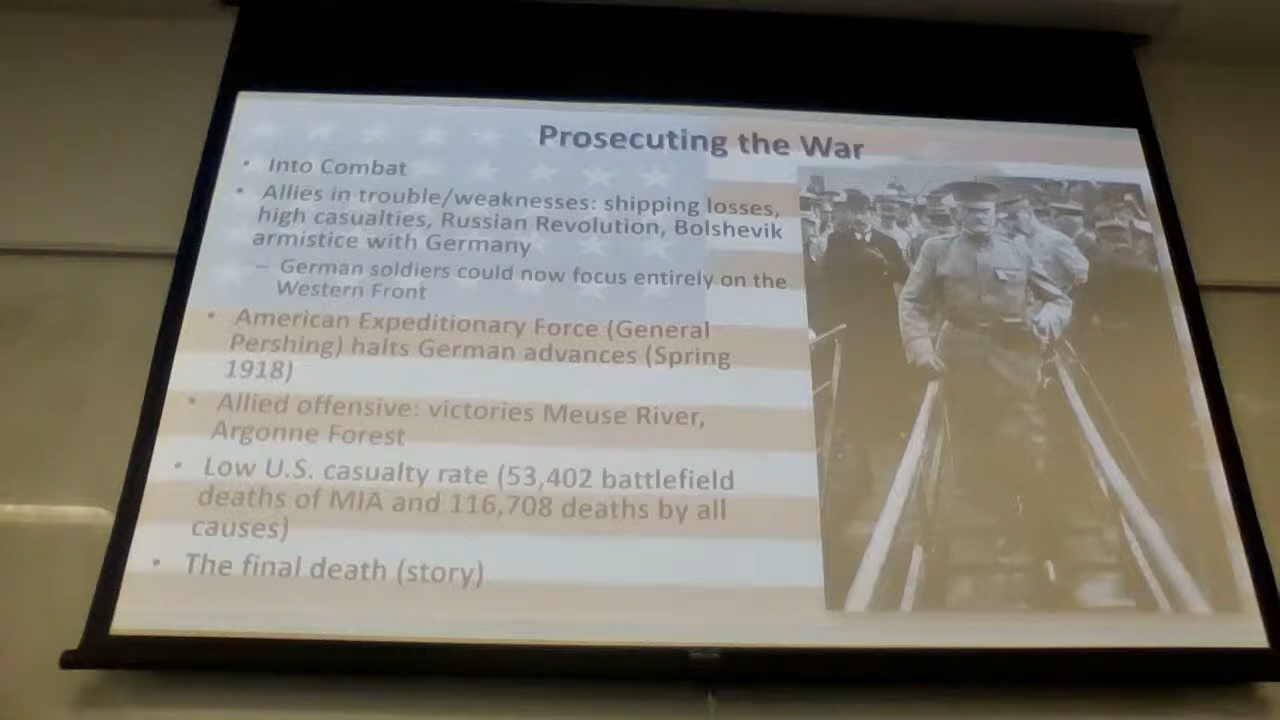 Prosecuting the War
• Into Combat
• Allies in trouble/weaknesses: shipping losses,
high casualties, Russian Revolution, Bolshevik
armistice with Germany
– German soldiers could now focus entirely on the
Western Front
• American Expeditionary Force (General
Pershing) halts German advances (Spring
1918)
• Allied offensive: victories Meuse River,
Argonne Forest
• Low U.S. casualty rate (53,402 battlefield
deaths of MIA and 116,708 deaths by all
causes)
• The final death (story)